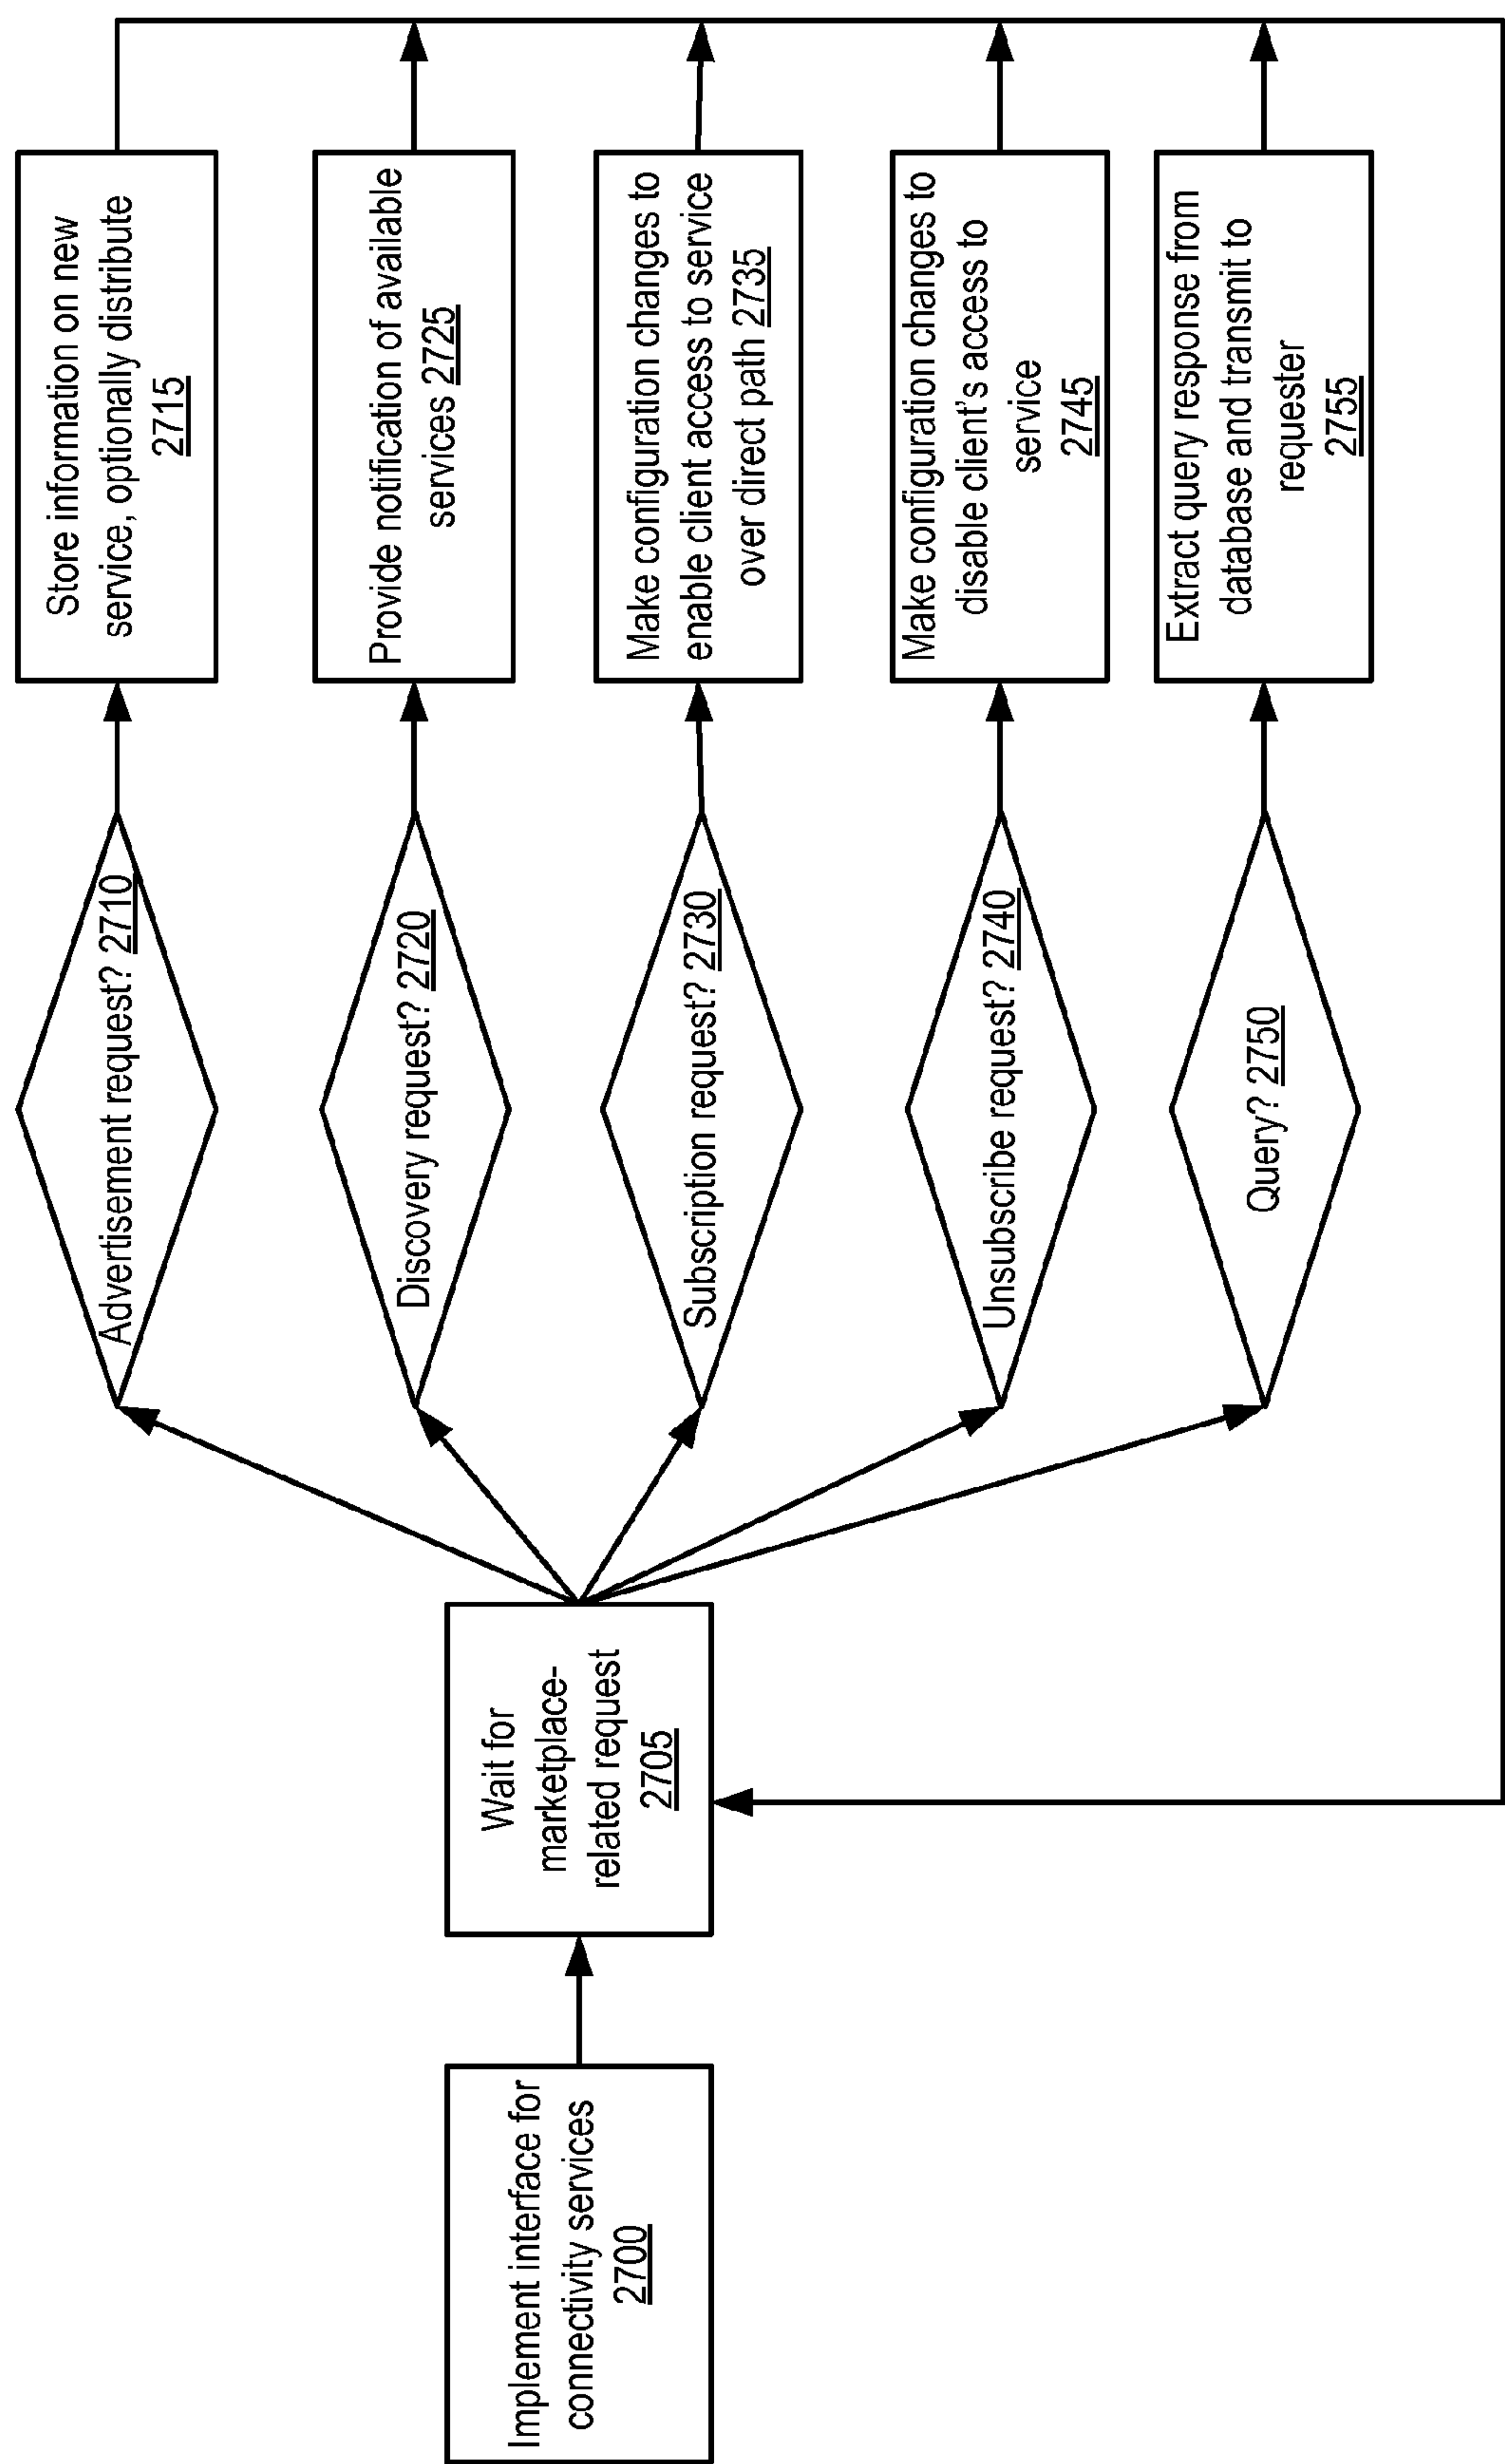 Implement interface for
connectivity services
2700
Wait for
marketplace-
related request
2705
Advertisement request? 2710
Store information on new
service, optionally distribute
2715
Discovery request? 2720
Provide notification of available
services 2725
Subscription request? 2730
Make configuration changes to
enable client access to service
over direct path 2735
Unsubscribe request? 2740
Make configuration changes to
disable client's access to
service
2745
Query? 2750
Extract query response from
database and transmit to
requester
2755